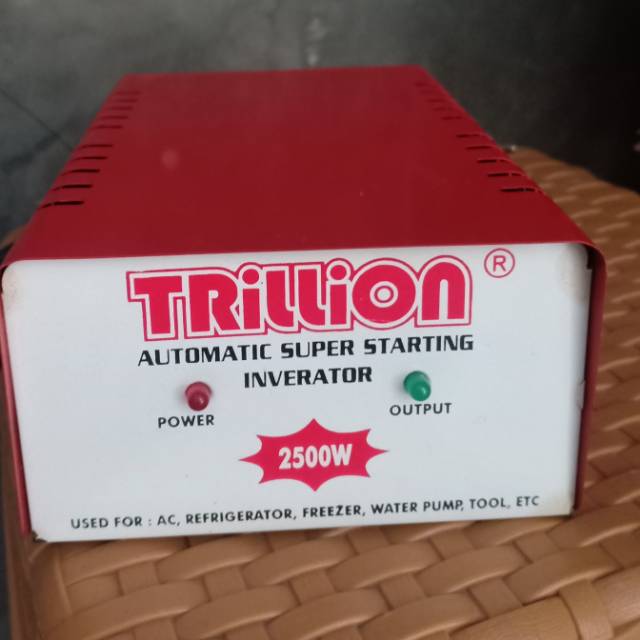 TRiLLiON ®
AUTOMATIC SUPER STARTING
INVERATOR
POWER
OUTPUT
2500W
USED FOR : AC, REFRIGERATOR, FREEZER, WATER PUMP, TOOL, ETC